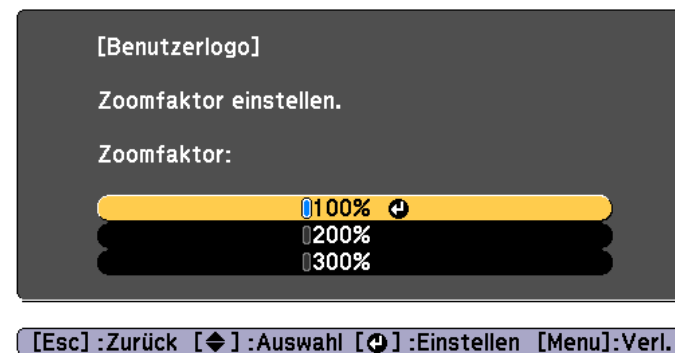 [Benutzerlogo]
Zoomfaktor einstellen.
Zoomfaktor:
100%
200%
300%
[Esc] :Zurück [◆] :Auswahl [↵] :Einstellen [Menu]:Verl.